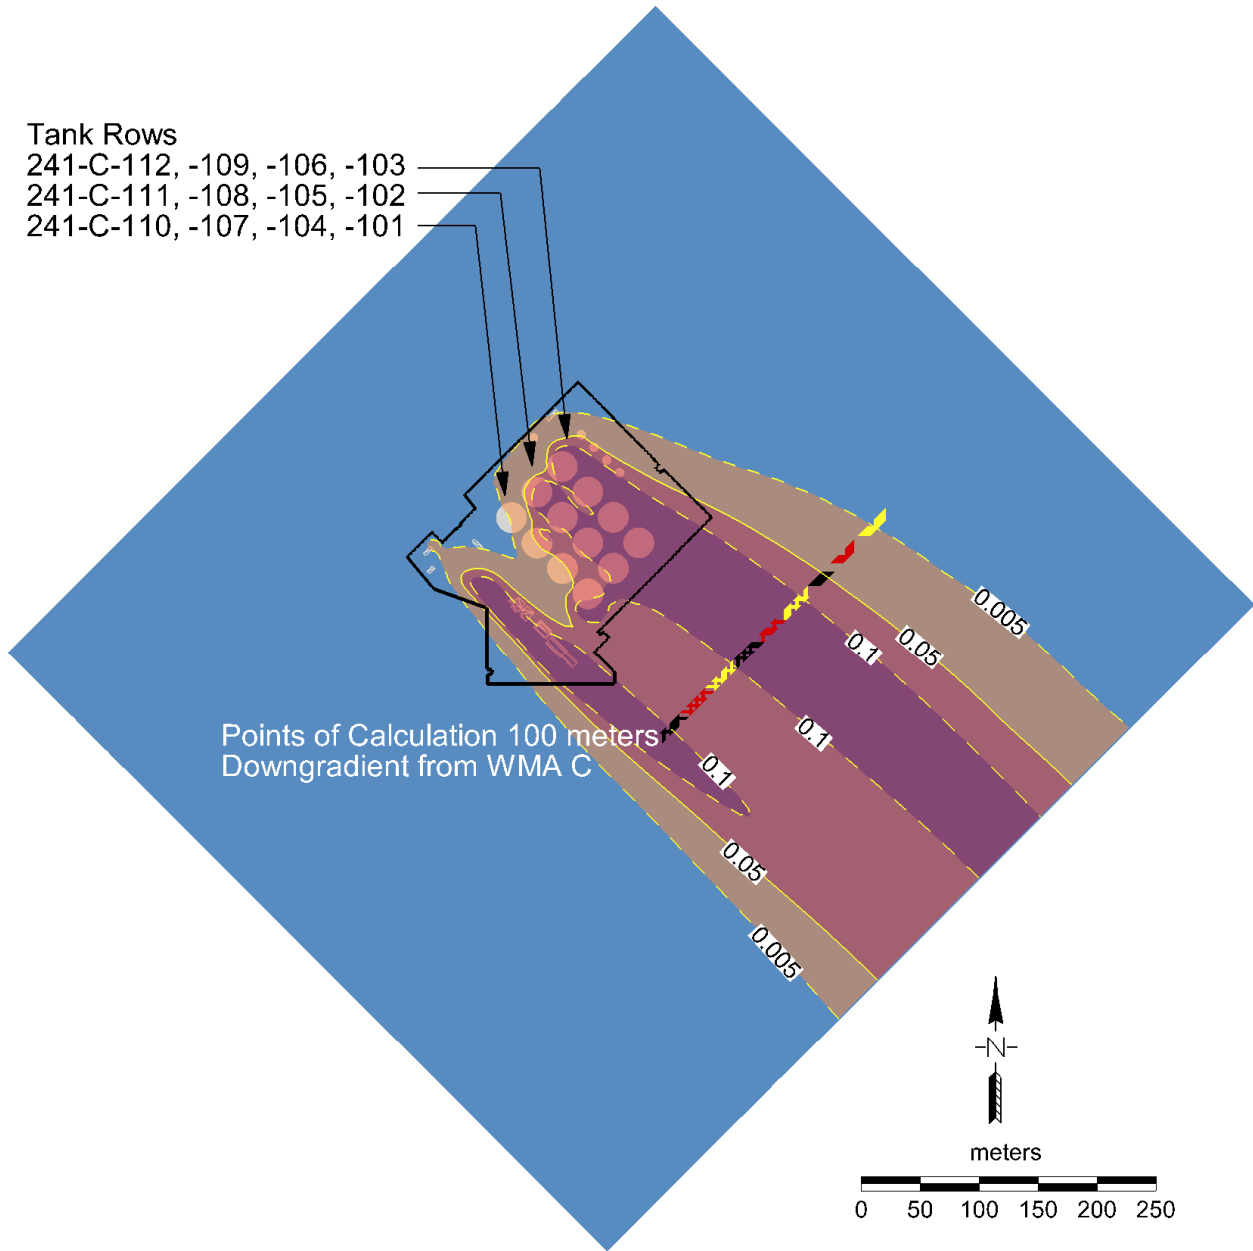 Tank Rows
241-C-112, -109, -106, -103
241-C-111, -108, -105, -102
241-C-110, -107, -104, -101
0.005
0.05
0.1
0.1
Points of Calculation 100 meters
Downgradient from WMA C
0.1
0.05
0.005
N
meters
0 50 100 150 200 250